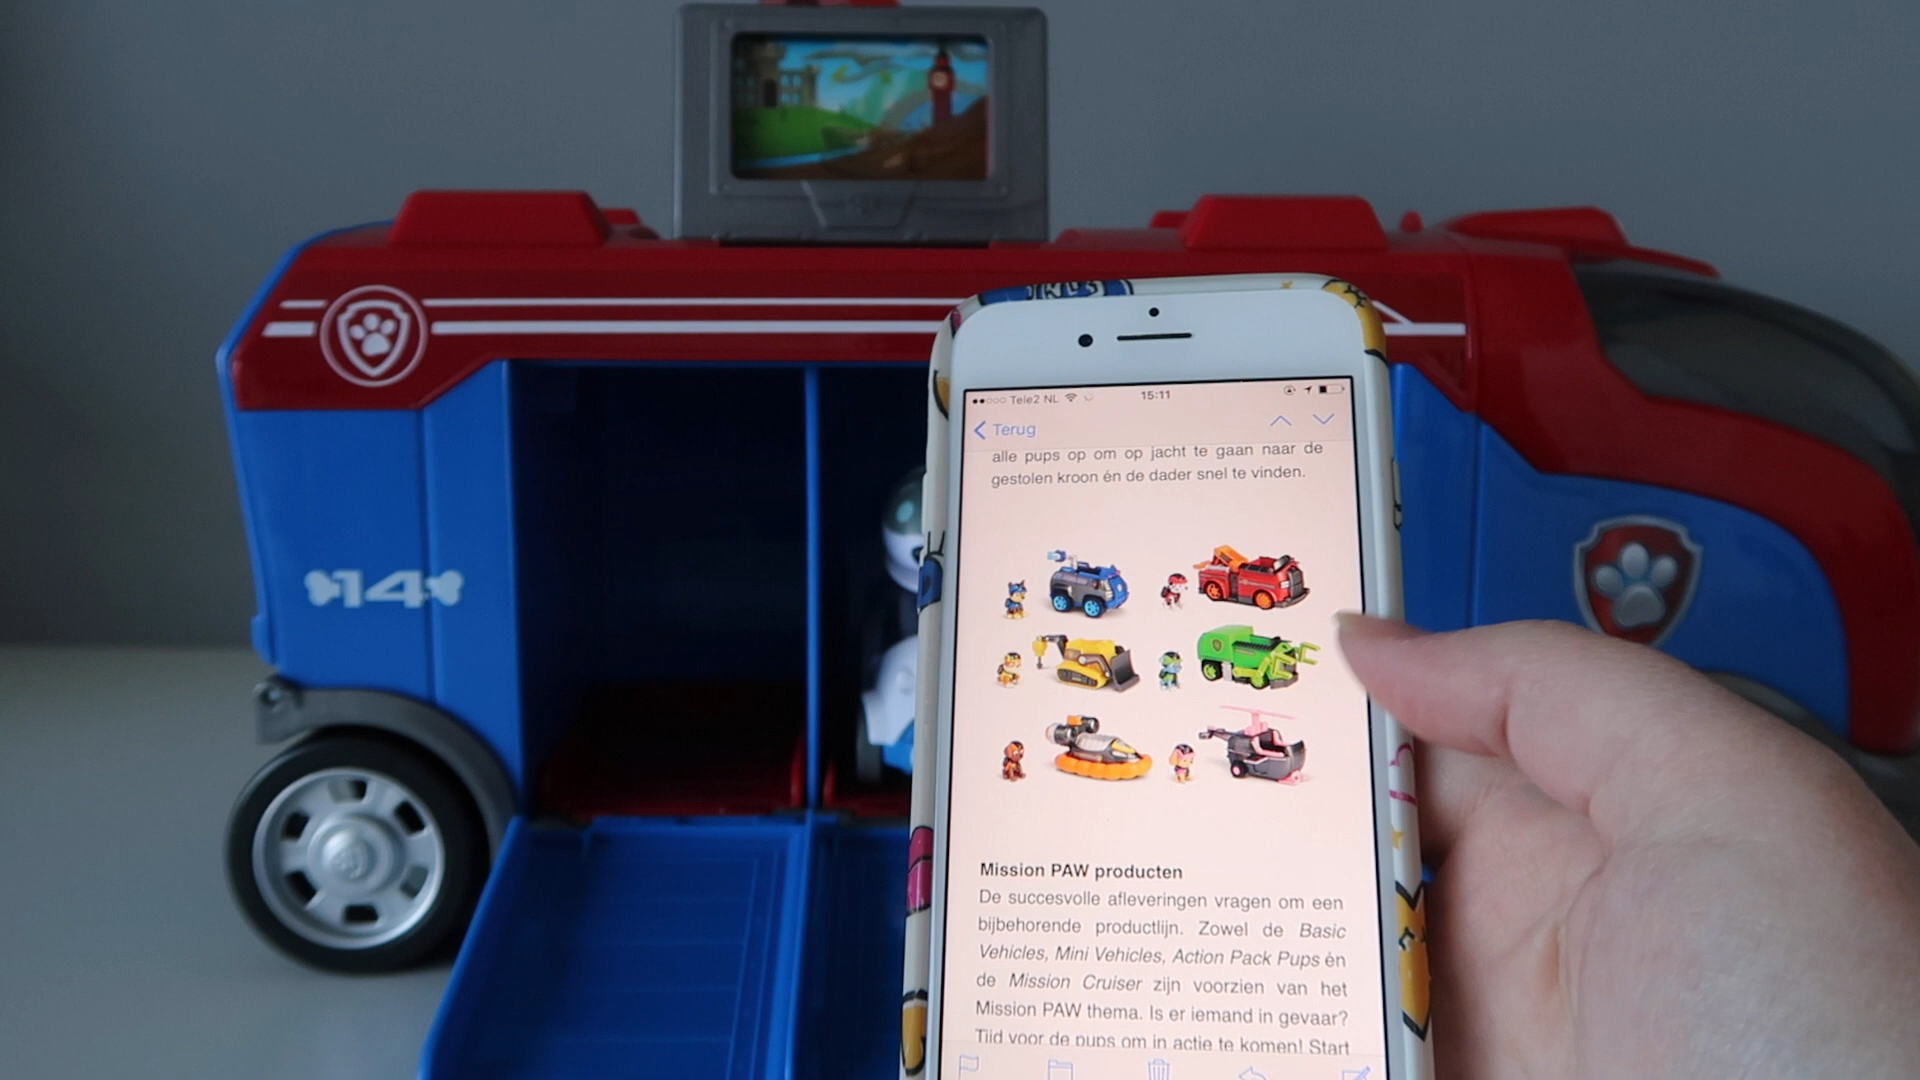 14
Tele2 NL
15:11
Terug
alle pups op om op jacht te gaan naar de
gestolen kroon én de dader snel te vinden.
Mission PAW producten
De succesvolle afleveringen vragen om een
bijbehorende productlijn. Zowel de Basic
Vehicles, Mini Vehicles, Action Pack Pups én
de Mission Cruiser zijn voorzien van het
Mission PAW thema. Is er iemand in gevaar?
Tijd voor de pups om in actie te komen! Start